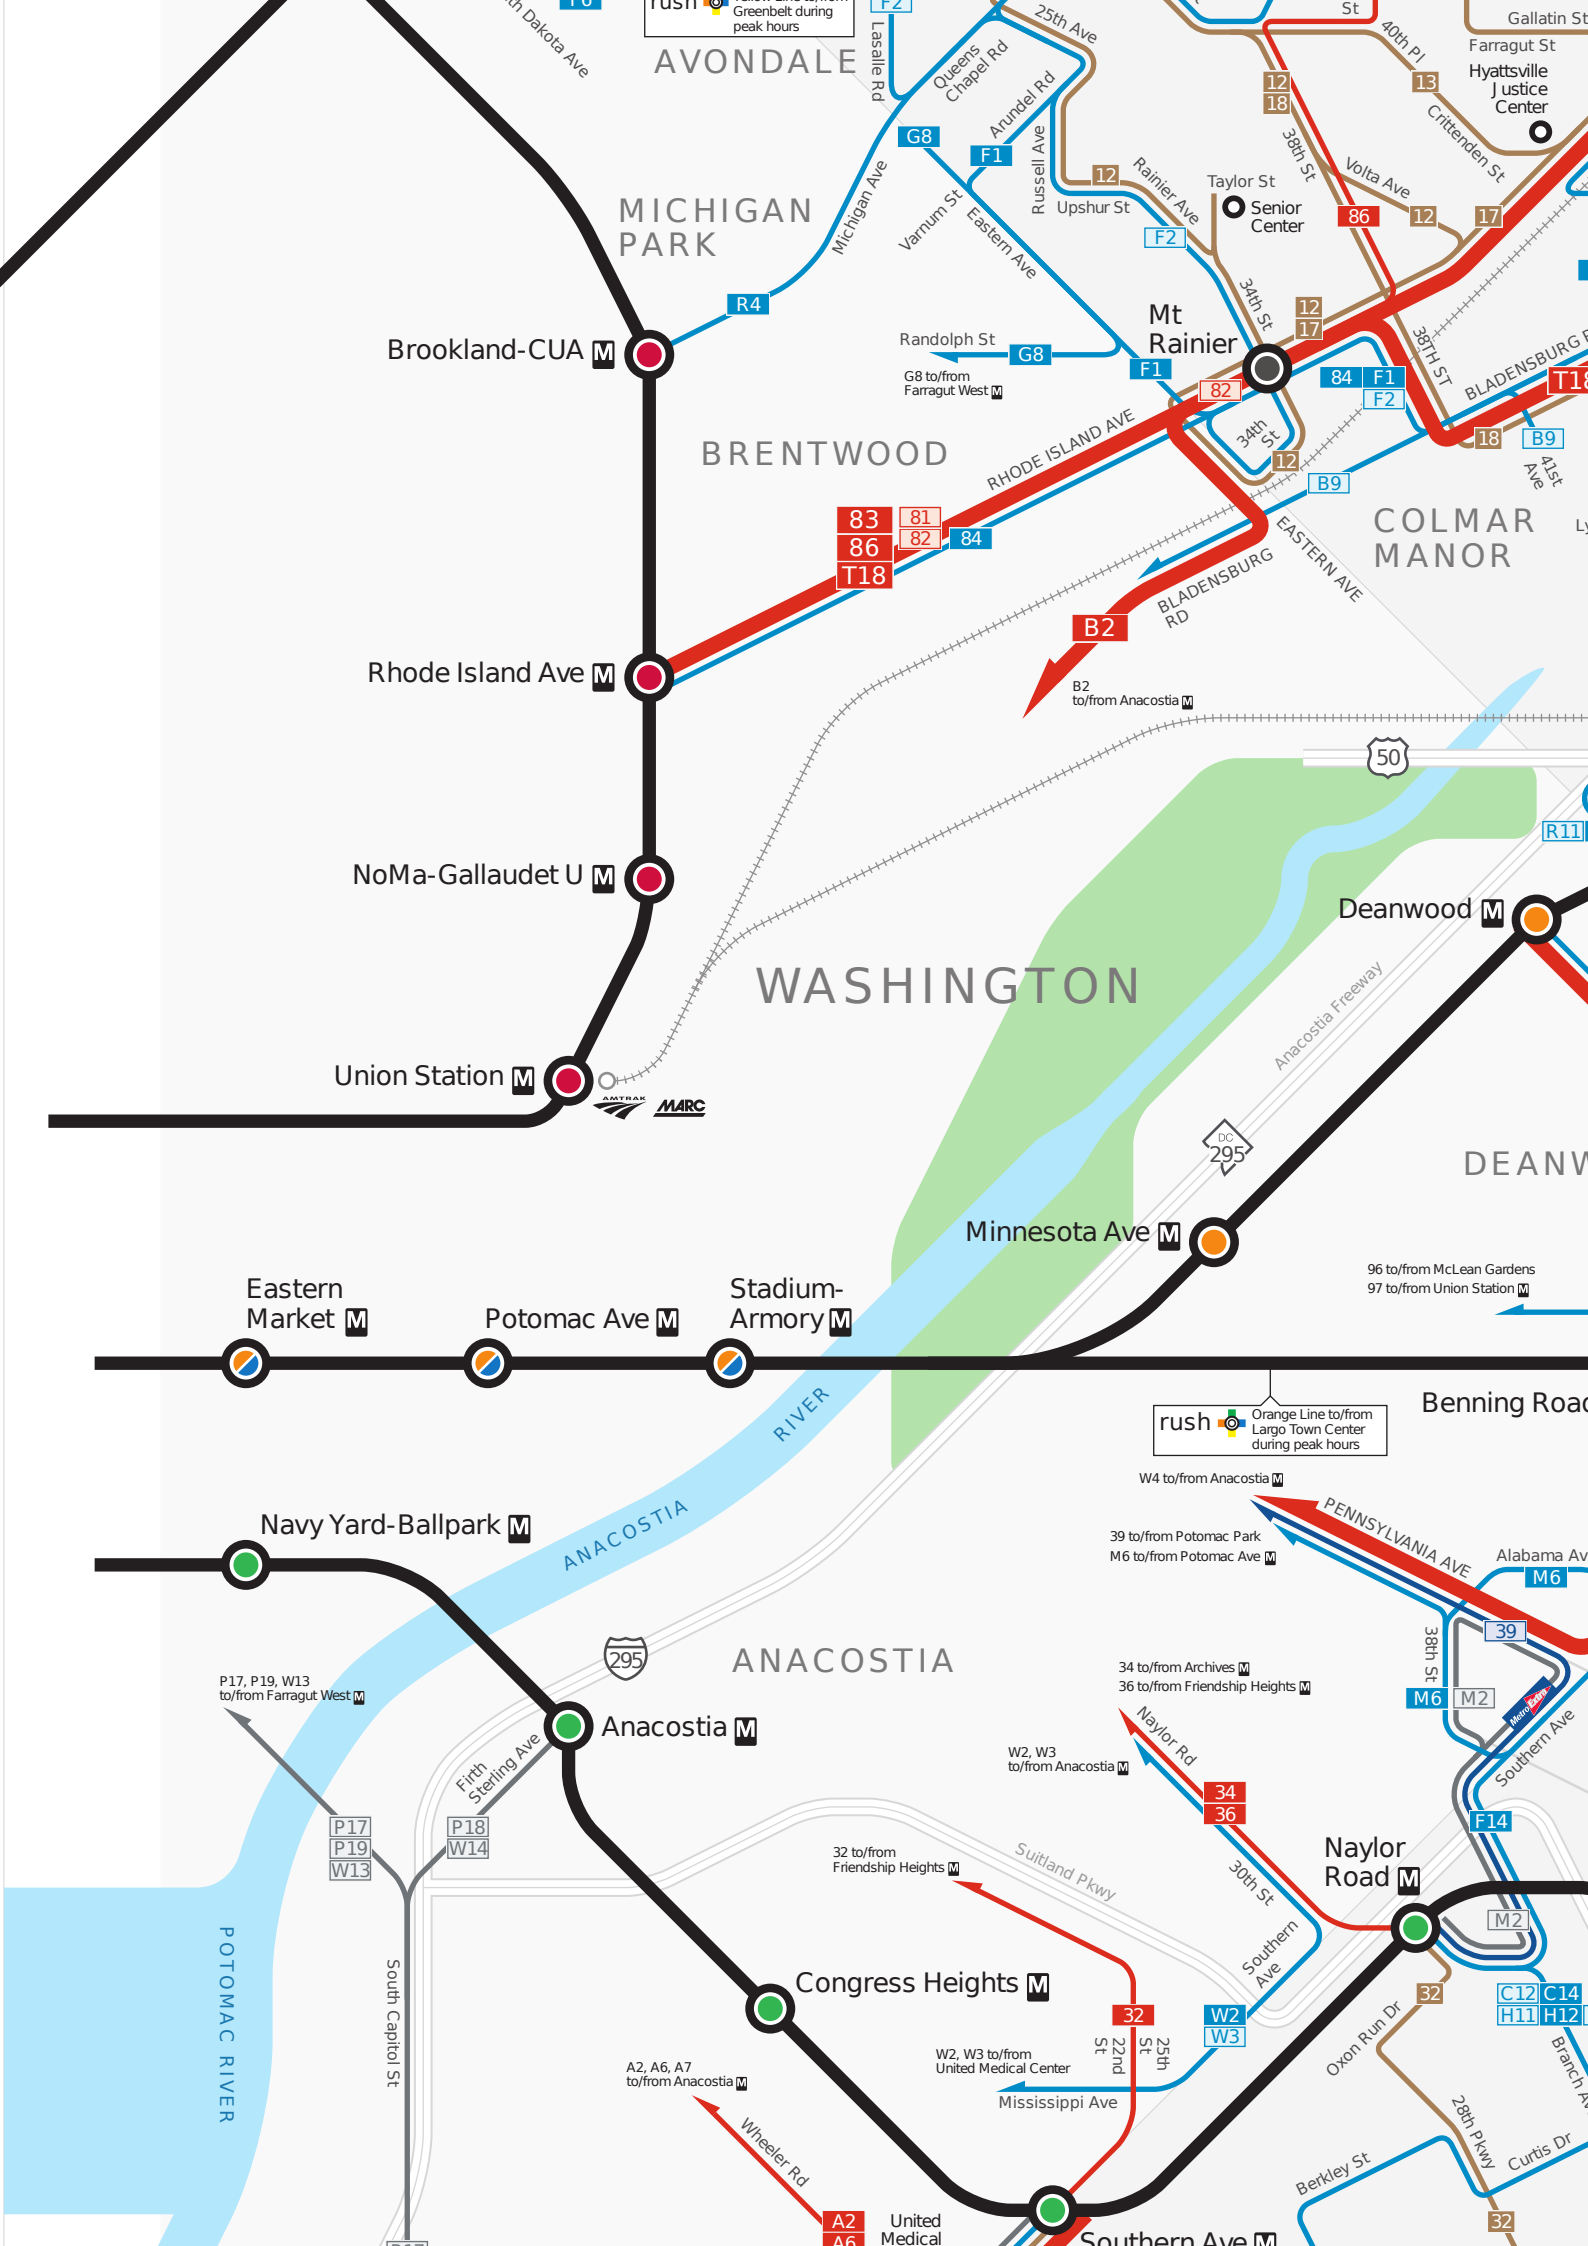 F6
th Dakota Ave
rush
Greenbelt during
peak hours
F2
Lasalle Rd
AVONDALE
Queens
Chapel Rd
25th Ave
Arundel Rd
St
40th Pl
Gallatin St
Farragut St
Hyattsville
Justice
Center
12
18
13
Crittenden St
38th St
G8
F1
Russell Ave
12
Rainier Ave
Upshur St
Taylor St
Senior
Center
Volta Ave
86
12
17
MICHIGAN
PARK
Michigan Ave
Varnum St
Eastern Ave
F2
34th St
R4
Brookland-CUA M
Randolph St
G8
G8 to/from
Farragut West M
Mt
Rainier
12
17
F1
82
84
F1
F2
38TH ST
BLADENSBURG
T18
34th
St
12
18
B9
41st
Ave
B9
BRENTWOOD
RHODE ISLAND AVE
83
86
T18
81
82
84
COLMAR
MANOR
EASTERN AVE
BLADENSBURG
RD
B2
B2
to/from Anacostia M
Rhode Island Ave M
50
R11
NoMa-Gallaudet U M
Deanwood M
WASHINGTON
Anacostia Freeway
Union Station M
AMTRAK
MARC
DC
295
DEANW
Minnesota Ave M
96 to/from McLean Gardens
97 to/from Union Station M
Eastern
Market M
Potomac Ave M
Stadium-
Armory M
RIVER
Benning Road
rush
Orange Line to/from
Largo Town Center
during peak hours
W4 to/from Anacostia M
PENNSYLVANIA AVE
39 to/from Potomac Park
M6 to/from Potomac Ave M
Alabama Av
M6
Navy Yard-Ballpark M
ANACOSTIA
39
38th St
M6
M2
MetroExtra
Southern Ave
295
ANACOSTIA
34 to/from Archives M
36 to/from Friendship Heights M
P17, P19, W13
to/from Farragut West M
Anacostia M
Firth
Sterling Ave
Naylor Rd
W2, W3
to/from Anacostia M
34
36
P17
P19
W13
P18
W14
F14
32 to/from
Friendship Heights M
Suitland Pkwy
30th St
Naylor
Road M
M2
POTOMAC RIVER
South Capitol St
Southern
Ave
Congress Heights M
32
22nd
St
25th
St
W2
W3
32
C12
C14
H11
H12
Oxon Run Dr
Branch Av
W2, W3 to/from
United Medical Center
Mississippi Ave
A2, A6, A7
to/from Anacostia M
Wheeler Rd
28th Pkwy
Berkley St
Curtis Dr
A2
A6
United
Medical
Southern Ave M
32